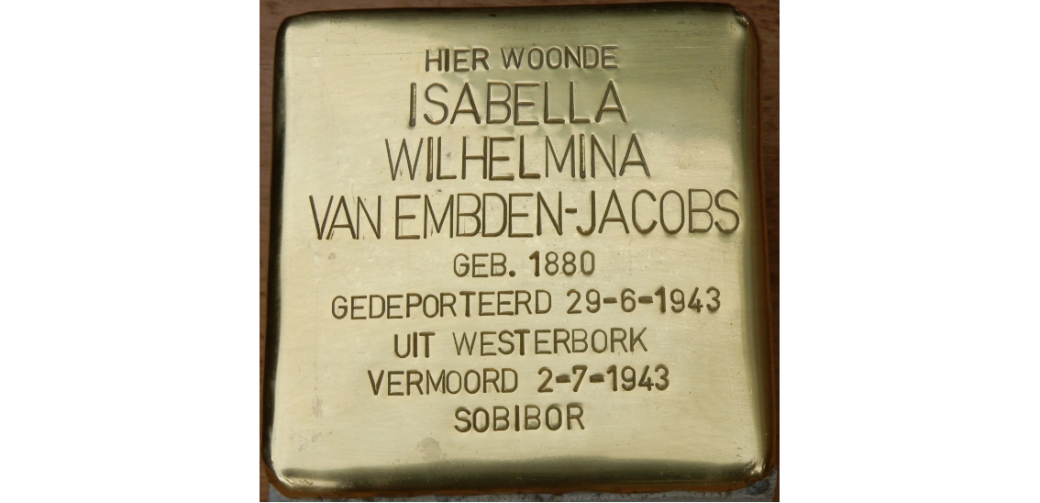 HIER WOONDE
ISABELLA
WILHELMINA
VAN EMBDEN-JACOBS
GEB. 1880
GEDEPORTEERD 29-6-1943
UIT WESTERBORK
VERMOORD 2-7-1943
SOBIBOR